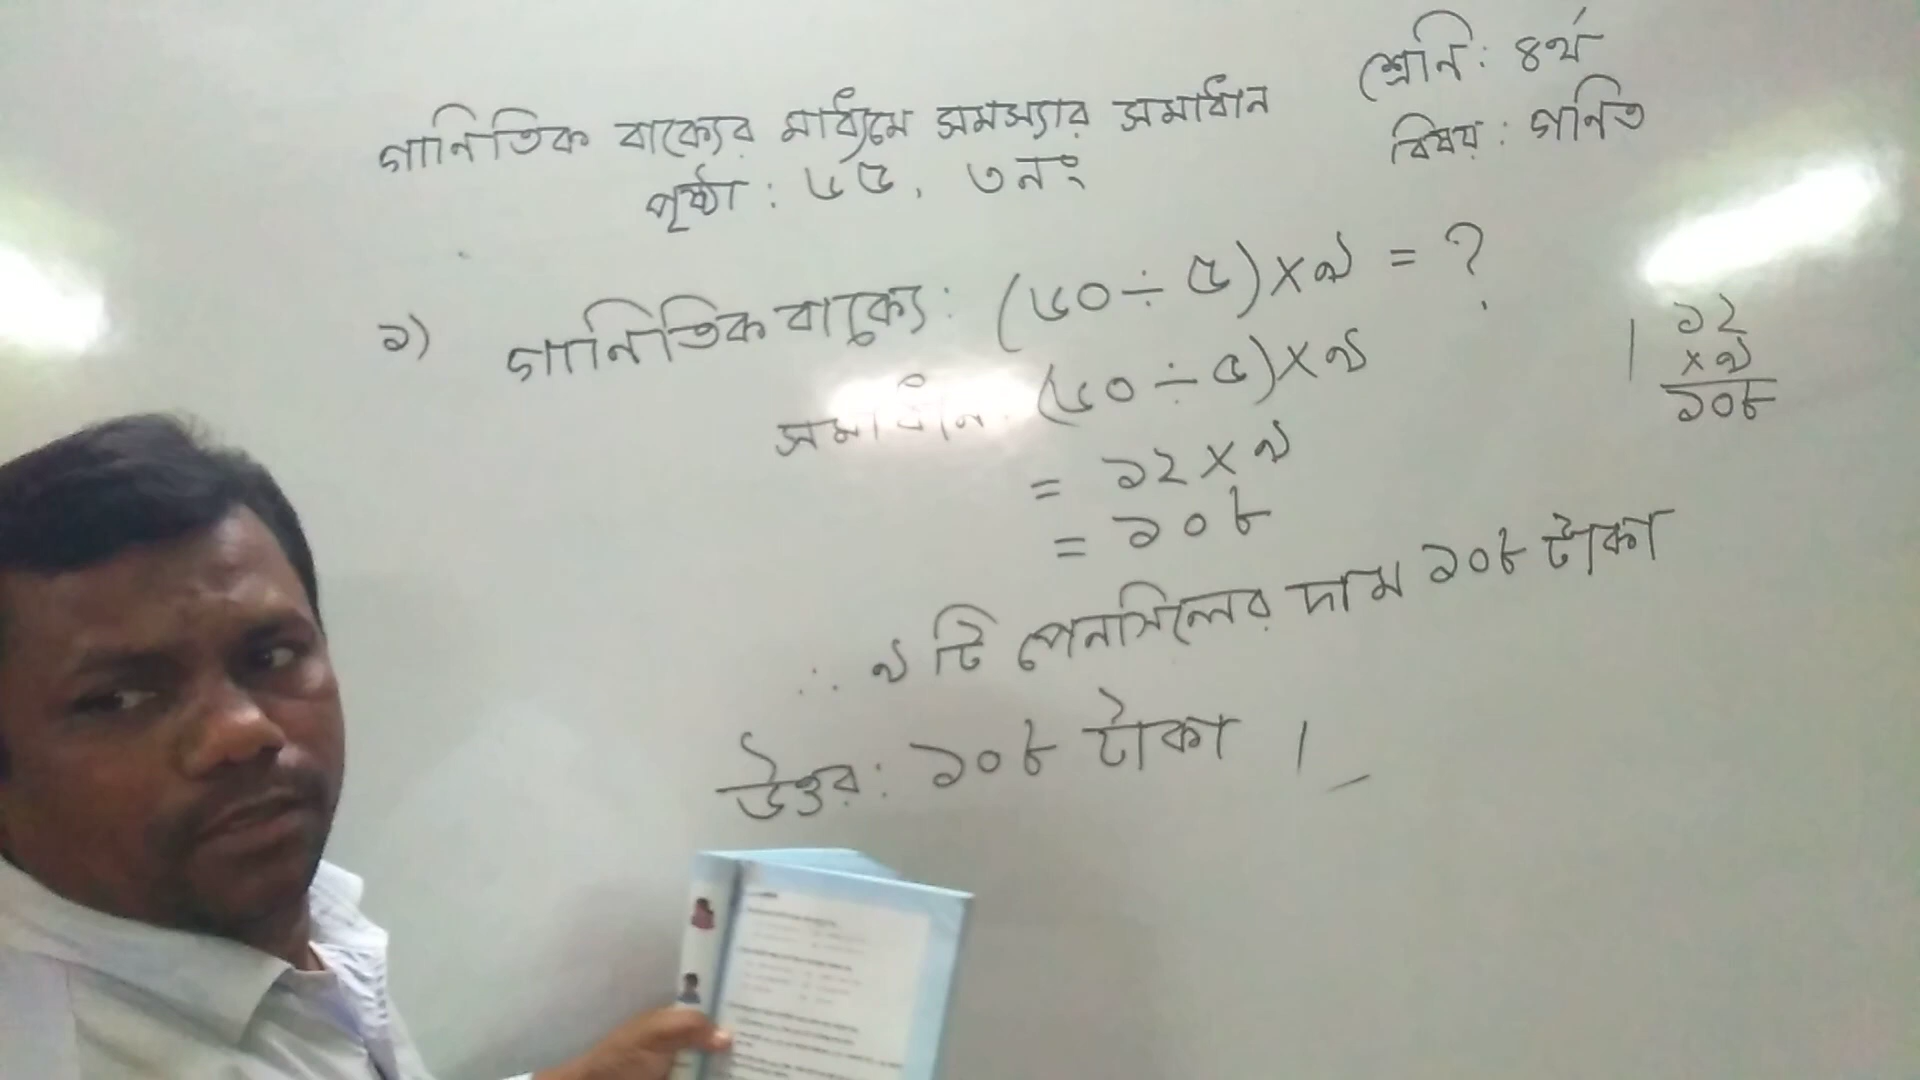 গানিতিক বাক্যের মাধ্যমে সমস্যার সমাধান
পৃষ্ঠা : ৬৫, ৩নং
শ্রেনি : ৪র্থ
বিষয় : গনিত
১) গানিতিক বাক্যে : (৬০ ÷ ৫) × ৯ = ?
সমাধান : (৬০ ÷ ৫) × ৯
= ১২ × ৯
= ১০৮
১২
× ৯
১০৮
∴ ৯ টি পেনসিলের দাম ১০৮ টাকা
উত্তর : ১০৮ টাকা ।